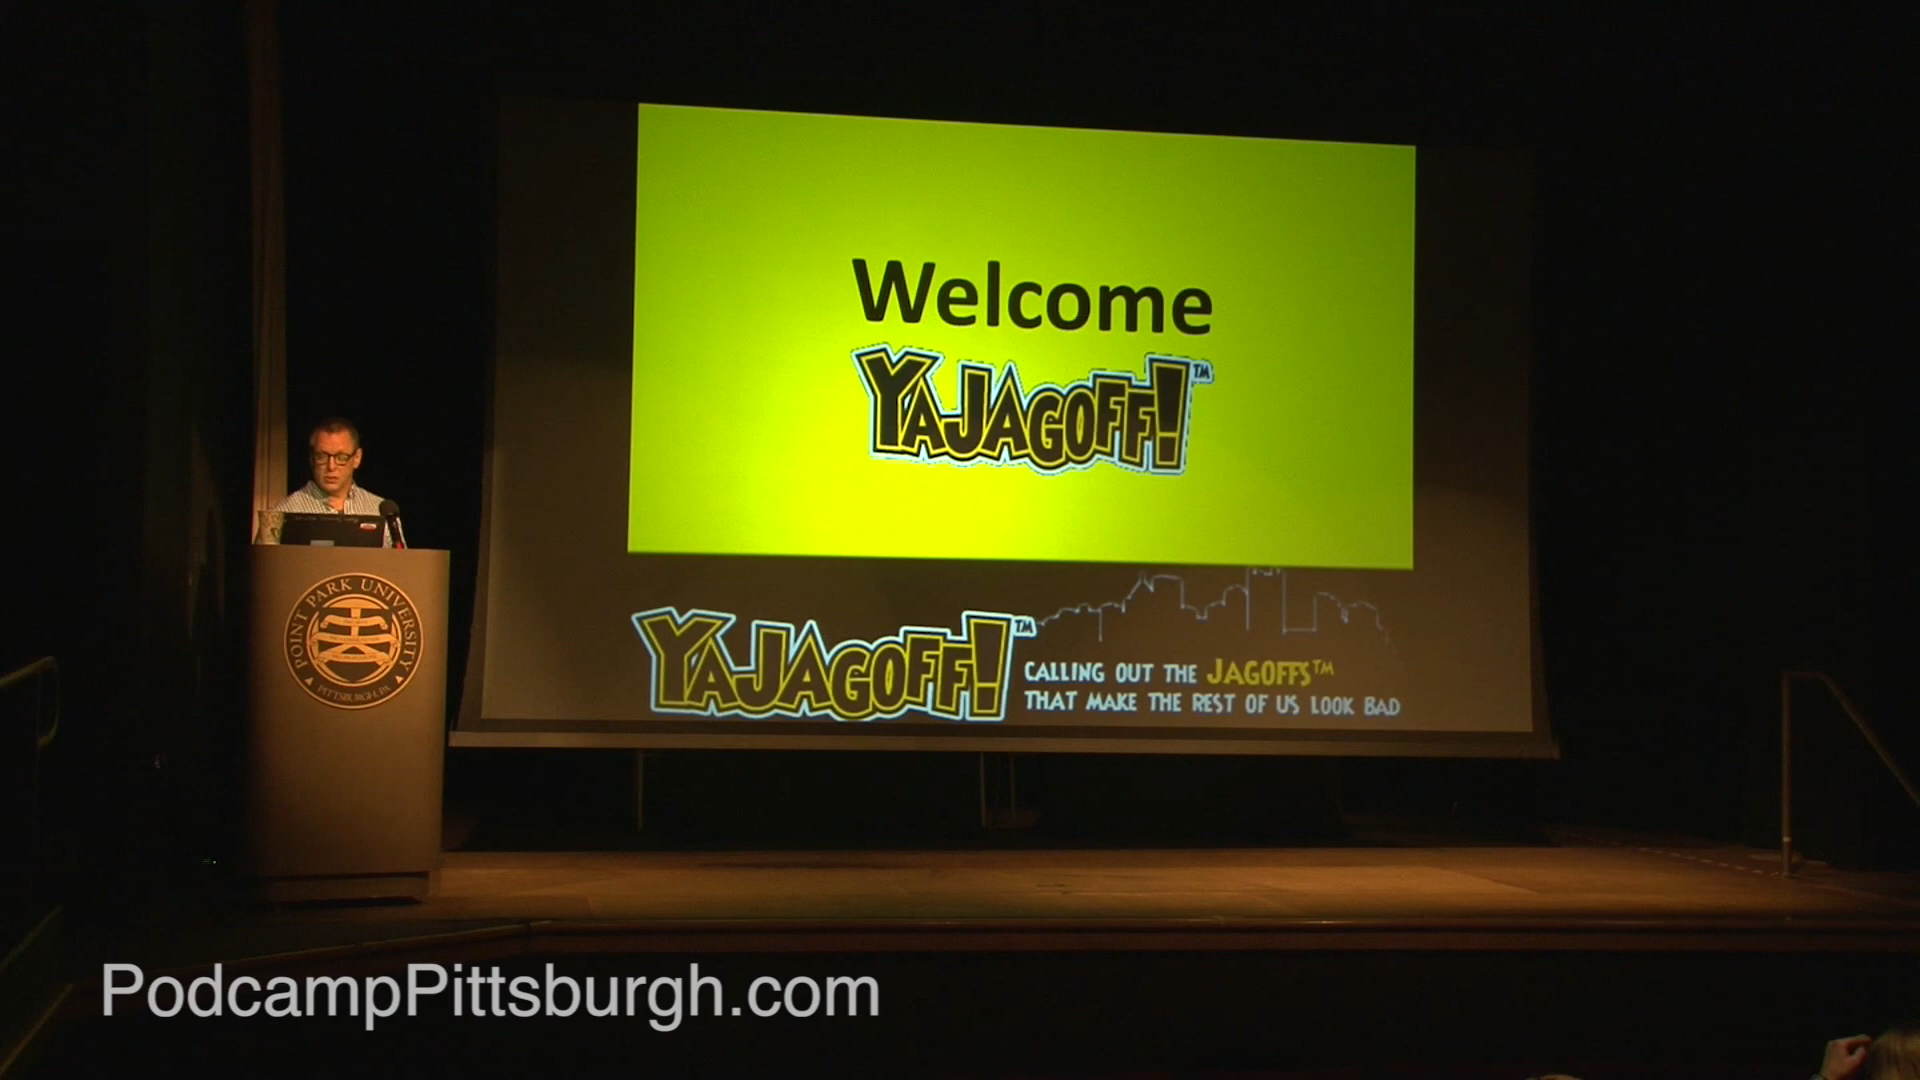 Welcome
YAJAGOFF!™
YAJAGOFF!™
CALLING OUT THE JAGOFFS™
THAT MAKE THE REST OF US LOOK BAD
POINT PARK UNIVERSITY
PITTSBURGH, PA
PodcampPittsburgh.com